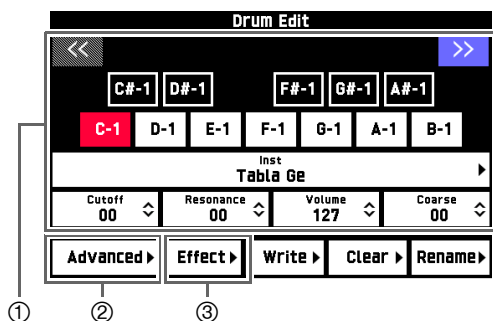 Drum Edit
<< >>
C#-1 D#-1 F#-1 G#-1 A#-1
C-1 D-1 E-1 F-1 G-1 A-1 B-1
Inst
Tabla Ge
Cutoff Resonance Volume Coarse
00 00 127 00
Advanced Effect Write Clear Rename
① ② ③